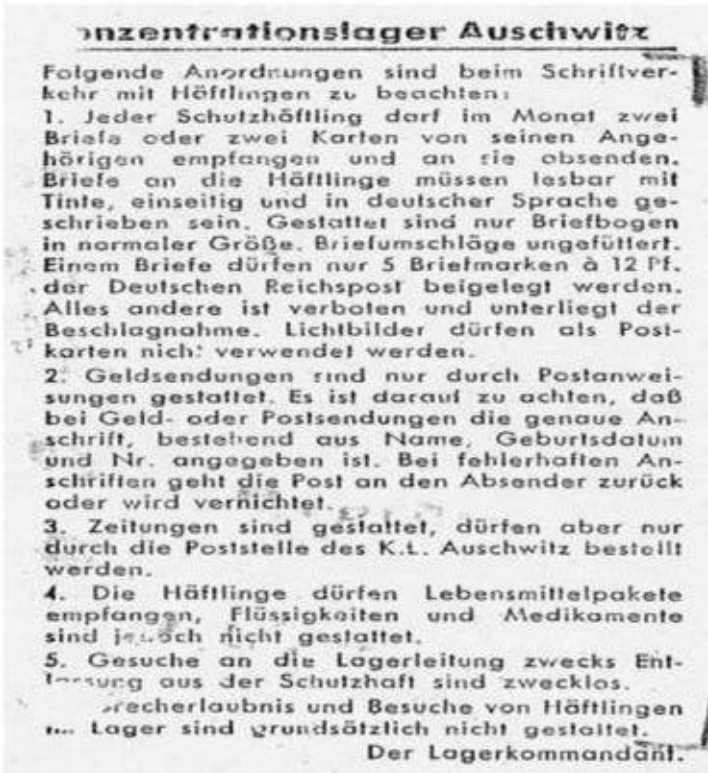 onzentrationslager Auschwitz
Folgende Anordnungen sind beim Schriftver-
kehr mit Häftlingen zu beachten:
1. Jeder Schutzhäftling darf im Monat zwei
Briefe oder zwei Karten von seinen Ange-
hörigen empfangen und an sie absenden.
Briefe an die Häftlinge müssen lesbar mit
Tinte, einseitig und in deutscher Sprache ge-
schrieben sein. Gestattet sind nur Briefbogen
in normaler Größe. Briefumschläge ungefüttert.
Einem Briefe dürfen nur 5 Briefmarken à 12 Pf.
der Deutschen Reichspost beigelegt werden.
Alles andere ist verboten und unterliegt der
Beschlagnahme. Lichtbilder dürfen als Post-
karten nicht verwendet werden.
2. Geldsendungen sind nur durch Postanwei-
sungen gestattet. Es ist darauf zu achten, daß
bei Geld- oder Postsendungen die genaue An-
schrift, bestehend aus Name, Geburtsdatum
und Nr. angegeben ist. Bei fehlerhaften An-
schriften geht die Post an den Absender zurück
oder wird vernichtet.
3. Zeitungen sind gestattet, dürfen aber nur
durch die Poststelle des K.L. Auschwitz bestellt
werden.
4. Die Häftlinge dürfen Lebensmittelpakete
empfangen, Flüssigkeiten und Medikamente
sind jedoch nicht gestattet.
5. Gesuche an die Lagerleitung zwecks Ent-
lassung aus der Schutzhaft sind zwecklos.
recherlaubnis und Besuche von Häftlingen
Lager sind grundsätzlich nicht gestattet.
Der Lagerkommandant.